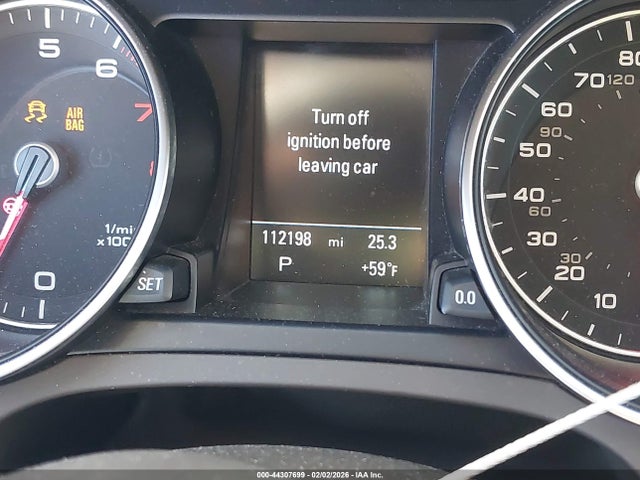 5
6
7
8
AIR
BAG
1/mi
x100
0
SET
Turn off
ignition before
leaving car
112198 mi 25.3
P +59°F
0.0
80
70 120
60
90
50
40
60
30
30
20
10
000-44307699 - 02/02/2026 - IAA Inc.